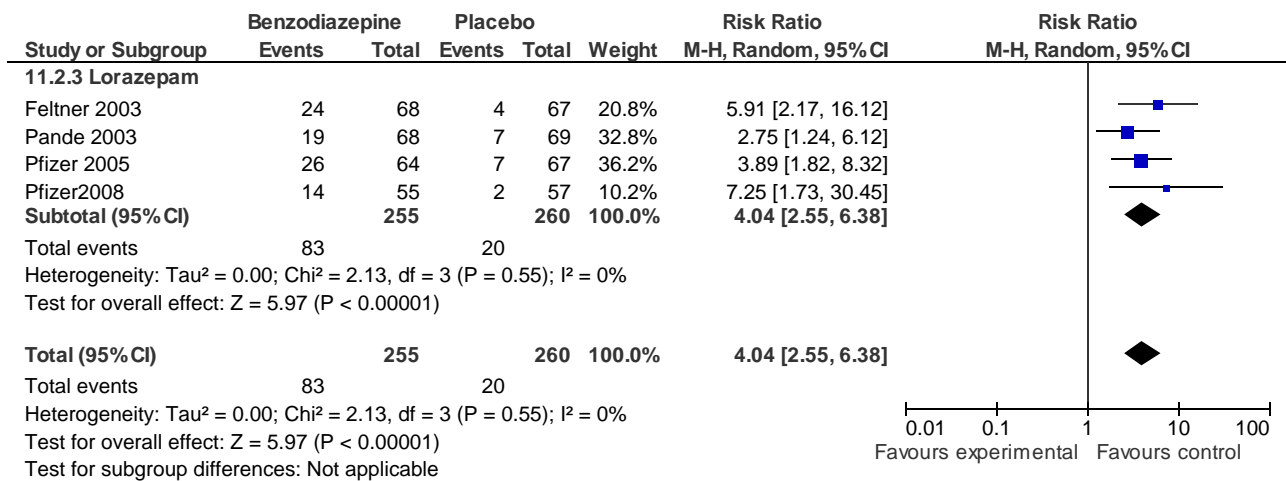 Benzodiazepine Placebo Risk Ratio Risk Ratio
Study or Subgroup Events Total Events Total Weight M-H, Random, 95% CI M-H, Random, 95% CI
11.2.3 Lorazepam
Feltner 2003 24 68 4 67 20.8% 5.91 [2.17, 16.12]
Pande 2003 19 68 7 69 32.8% 2.75 [1.24, 6.12]
Pfizer 2005 26 64 7 67 36.2% 3.89 [1.82, 8.32]
Pfizer2008 14 55 2 57 10.2% 7.25 [1.73, 30.45]
Subtotal (95% CI) 255 260 100.0% 4.04 [2.55, 6.38]
Total events 83 20
Heterogeneity: Tau² = 0.00; Chi² = 2.13, df = 3 (P = 0.55); I² = 0%
Test for overall effect: Z = 5.97 (P < 0.00001)
Total (95% CI) 255 260 100.0% 4.04 [2.55, 6.38]
Total events 83 20
Heterogeneity: Tau² = 0.00; Chi² = 2.13, df = 3 (P = 0.55); I² = 0%
Test for overall effect: Z = 5.97 (P < 0.00001)
Test for subgroup differences: Not applicable
0.01 0.1 1 10 100
Favours experimental Favours control